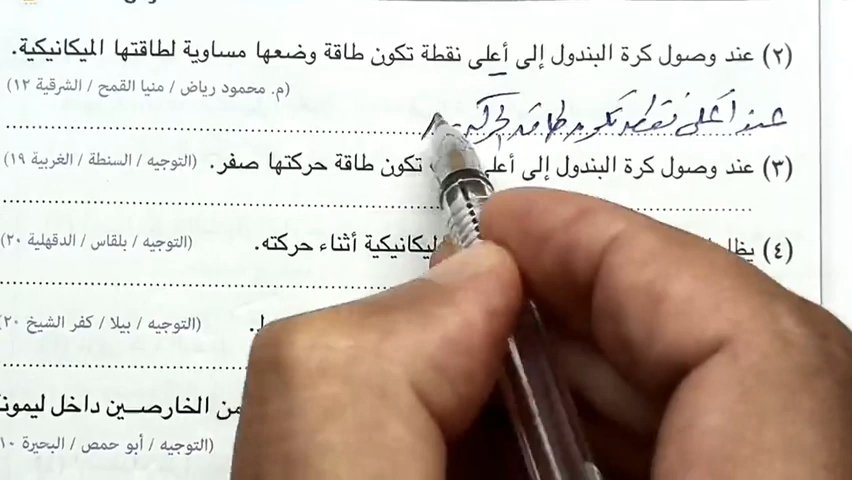 (٢) عند وصول كرة البندول إلى أعلى نقطة تكون طاقة وضعها مساوية لطاقتها الميكانيكية.
(م. محمود رياض / منيا القمح / الشرقية ١٢)
عند أعلى نقطة تكون طاقة الحركة
(٣) عند وصول كرة البندول إلى أعلى تكون طاقة حركتها صفر. (التوجيه / السنطة / الغربية ١٩)
(٤) يظل الميكانيكية أثناء حركته. (التوجيه / بلقاس / الدقهلية ٢٠)
(التوجيه / بيلا / كفر الشيخ ٢٠)
من الخارصين داخل ليمونة
(التوجيه / أبو حمص / البحيرة ١٠